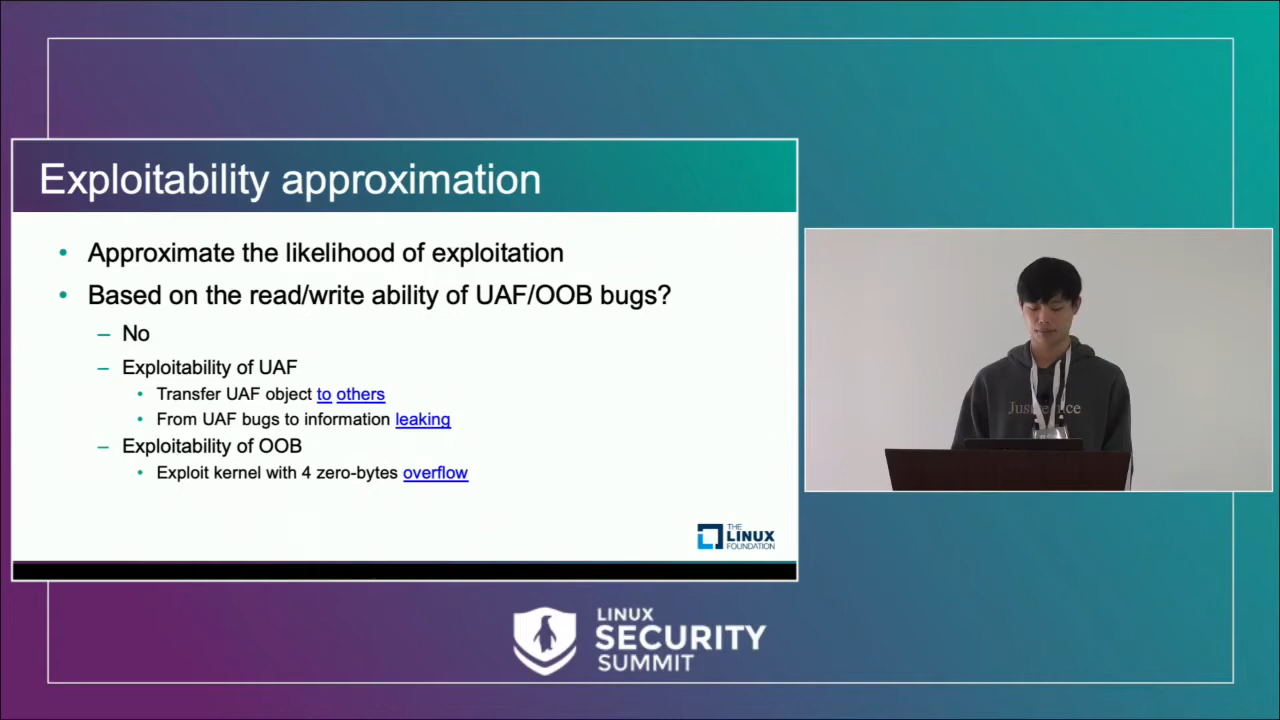 Exploitability approximation
• Approximate the likelihood of exploitation
• Based on the read/write ability of UAF/OOB bugs?
– No
– Exploitability of UAF
• Transfer UAF object to others
• From UAF bugs to information leaking
– Exploitability of OOB
• Exploit kernel with 4 zero-bytes overflow
THE
LINUX
FOUNDATION
LINUX
SECURITY
SUMMIT